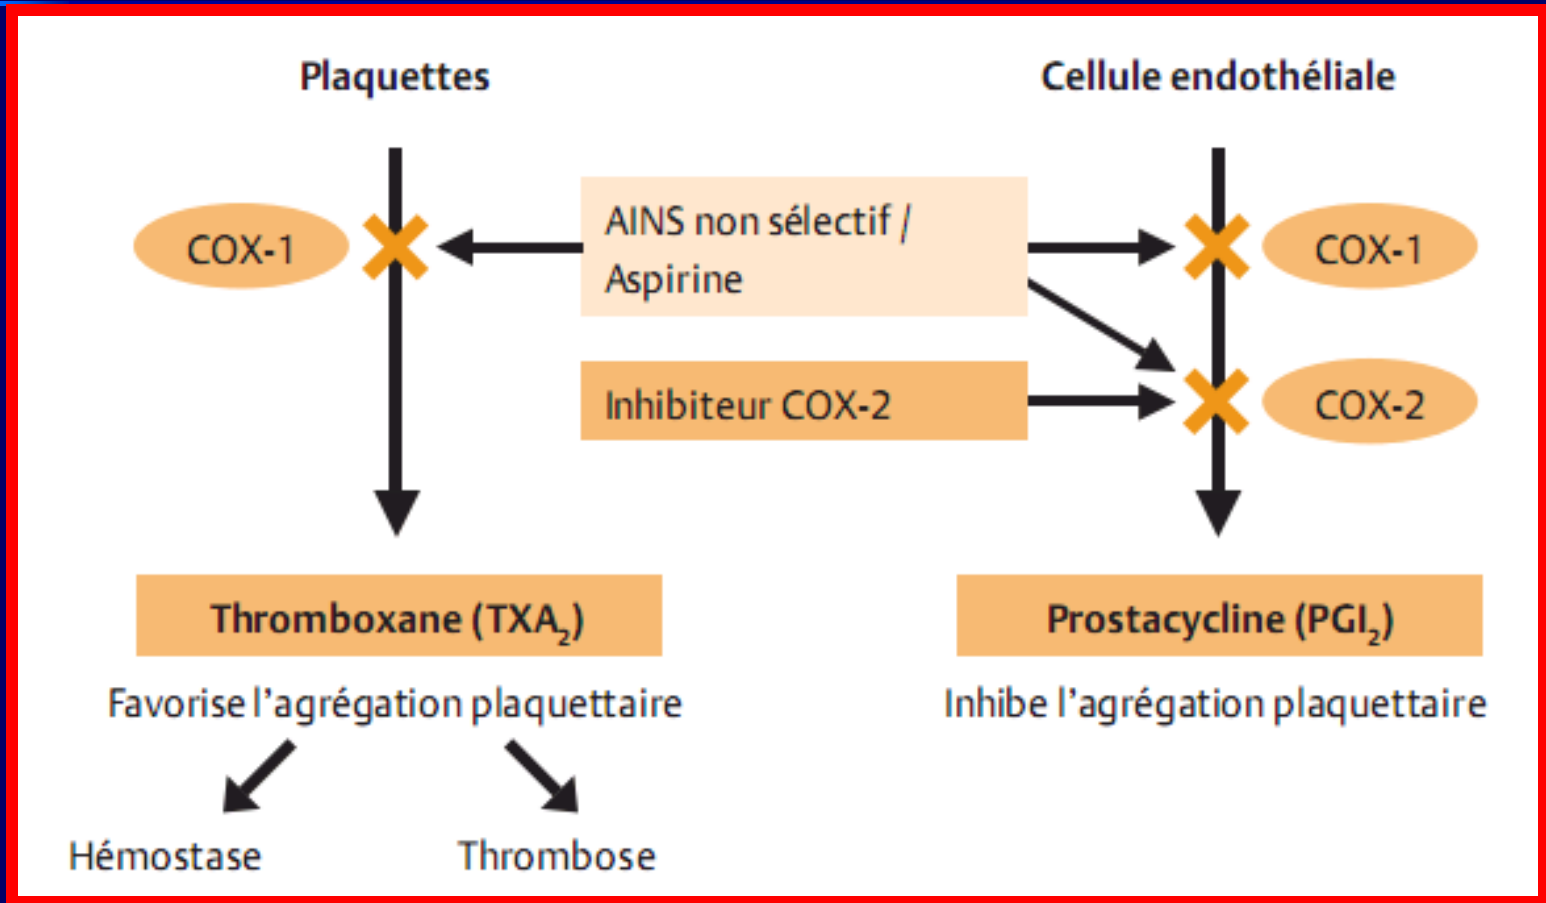 Plaquettes
Cellule endothéliale
COX-1
AINS non sélectif /
Aspirine
COX-1
Inhibiteur COX-2
COX-2
Thromboxane (TXA₂)
Prostacycline (PGI₂)
Favorise l'agrégation plaquettaire
Inhibe l'agrégation plaquettaire
Hémostase
Thrombose